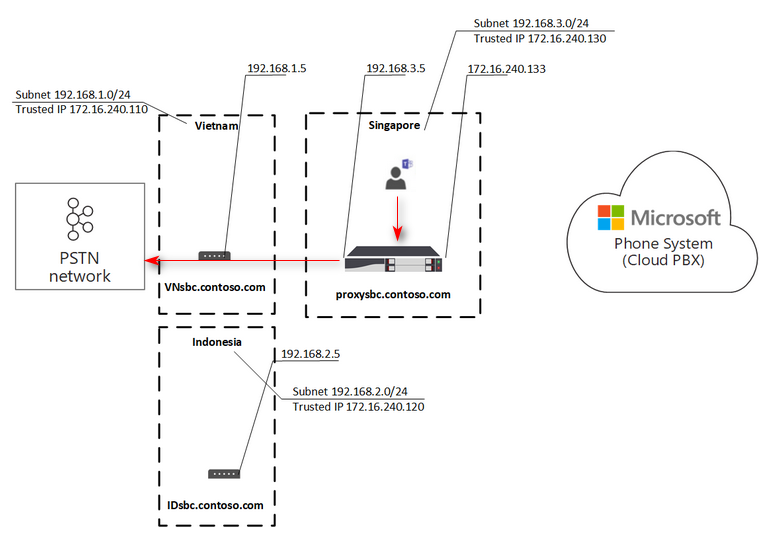 Subnet 192.168.3.0/24
Trusted IP 172.16.240.130
192.168.1.5
192.168.3.5
172.16.240.133
Subnet 192.168.1.0/24
Trusted IP 172.16.240.110
Vietnam
Singapore
Microsoft
Phone System
(Cloud PBX)
PSTN
network
VNsbc.contoso.com
proxysbc.contoso.com
Indonesia
192.168.2.5
Subnet 192.168.2.0/24
Trusted IP 172.16.240.120
IDsbc.contoso.com